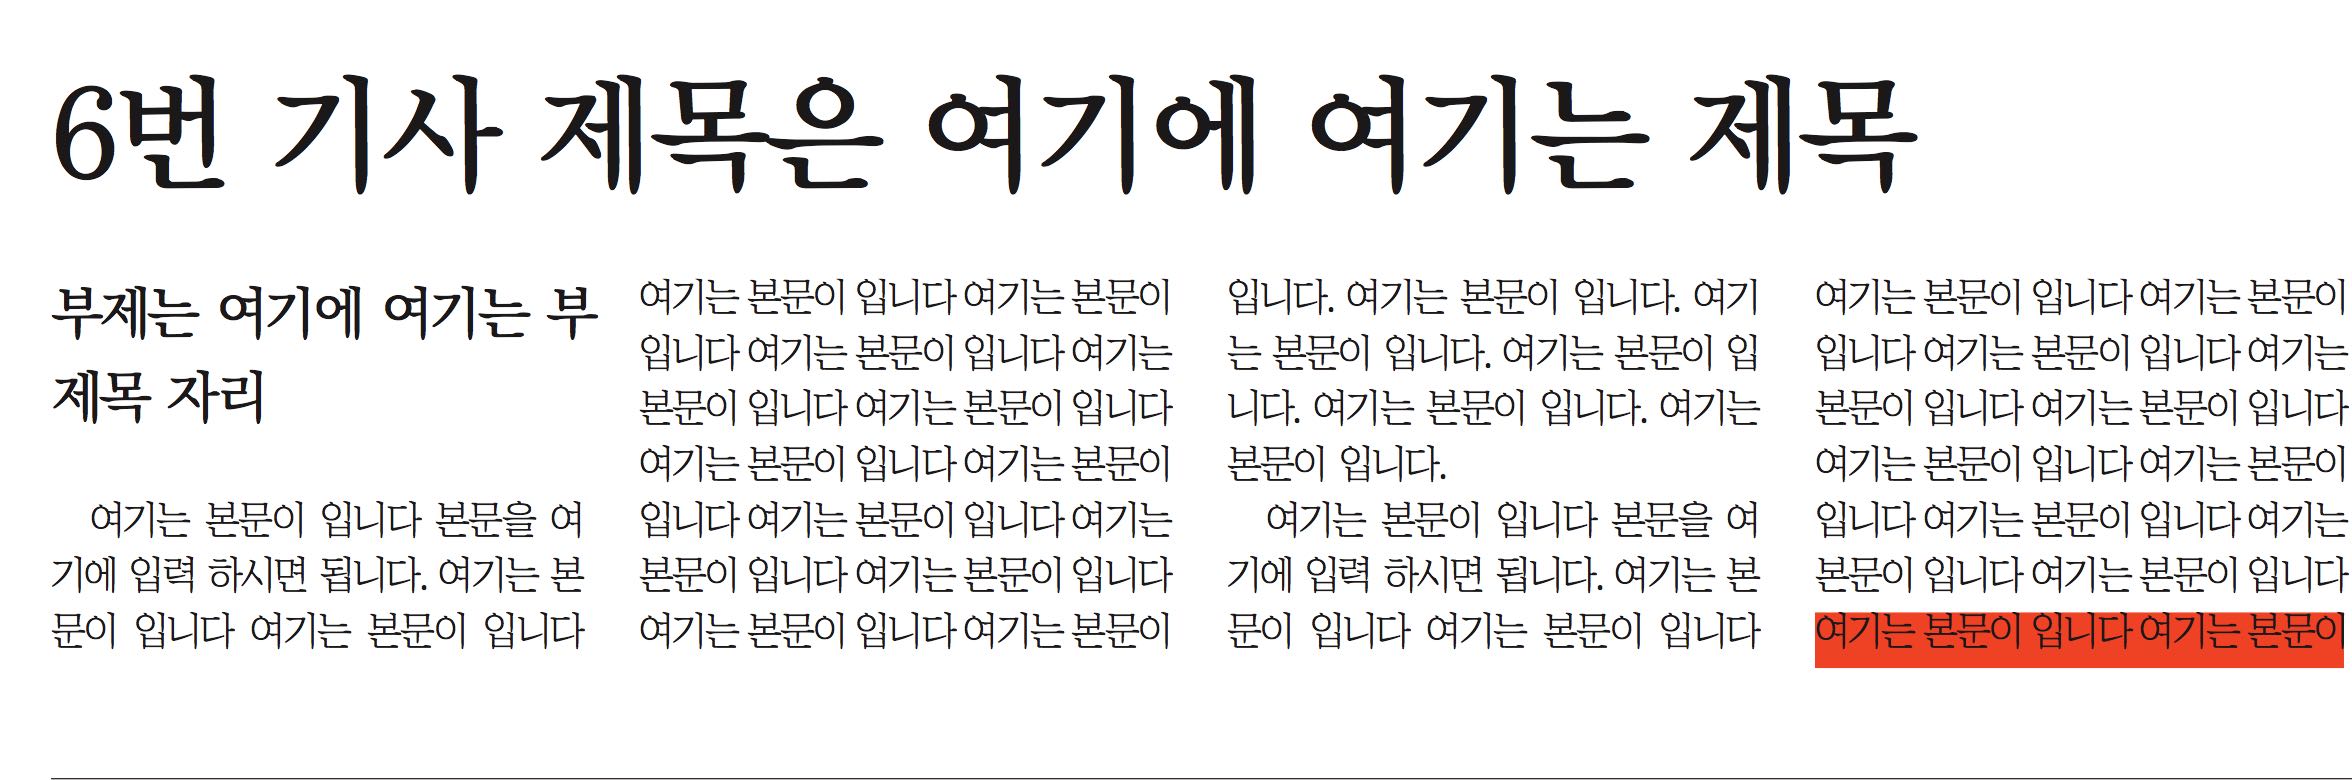 6번 기사 제목은 여기에 여기는 제목
부제는 여기에 여기는 부
제목 자리
여기는 본문이 입니다 본문을 여
기에 입력 하시면 됩니다. 여기는 본
문이 입니다 여기는 본문이 입니다
여기는 본문이 입니다 여기는 본문이
입니다 여기는 본문이 입니다 여기는
본문이 입니다 여기는 본문이 입니다
여기는 본문이 입니다 여기는 본문이
입니다 여기는 본문이 입니다 여기는
본문이 입니다 여기는 본문이 입니다
여기는 본문이 입니다 여기는 본문이
입니다. 여기는 본문이 입니다. 여기
는 본문이 입니다. 여기는 본문이 입
니다. 여기는 본문이 입니다. 여기는
본문이 입니다.
여기는 본문이 입니다 본문을 여
기에 입력 하시면 됩니다. 여기는 본
문이 입니다 여기는 본문이 입니다
여기는 본문이 입니다 여기는 본문이
입니다 여기는 본문이 입니다 여기는
본문이 입니다 여기는 본문이 입니다
여기는 본문이 입니다 여기는 본문이
입니다 여기는 본문이 입니다 여기는
본문이 입니다 여기는 본문이 입니다
여기는 본문이 입니다 여기는 본문이